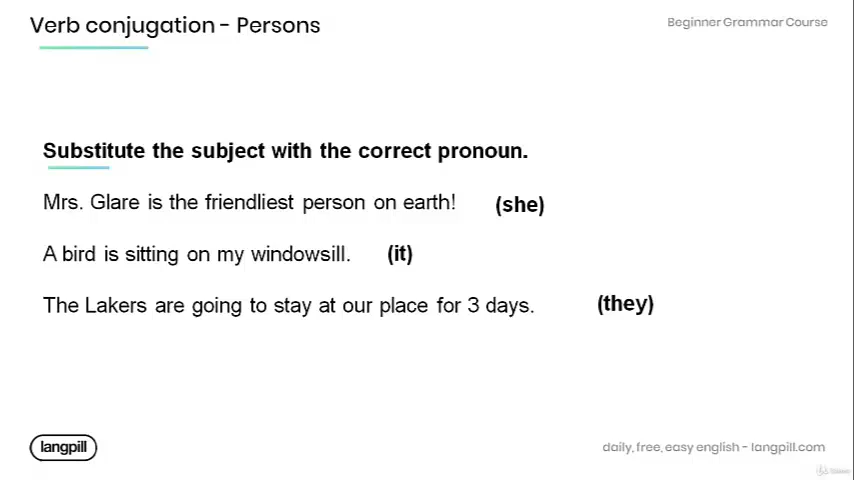 Verb conjugation - Persons
Beginner Grammar Course
Substitute the subject with the correct pronoun.
Mrs. Glare is the friendliest person on earth! (she)
A bird is sitting on my windowsill. (it)
The Lakers are going to stay at our place for 3 days. (they)
langpill
daily, free, easy english - langpill.com